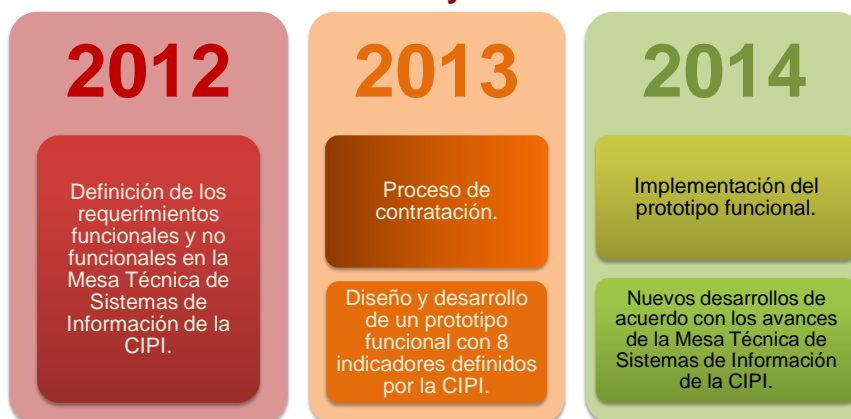 2012
Definición de los
requerimientos
funcionales y no
funcionales en la
Mesa Técnica de
Sistemas de
Información de la
CIPI.
2013
Proceso de
contratación.
Diseño y desarrollo
de un prototipo
funcional con 8
indicadores definidos
por la CIPI.
2014
Implementación del
prototipo funcional.
Nuevos desarrollos de
acuerdo con los avances
de la Mesa Técnica de
Sistemas de Información
de la CIPI.